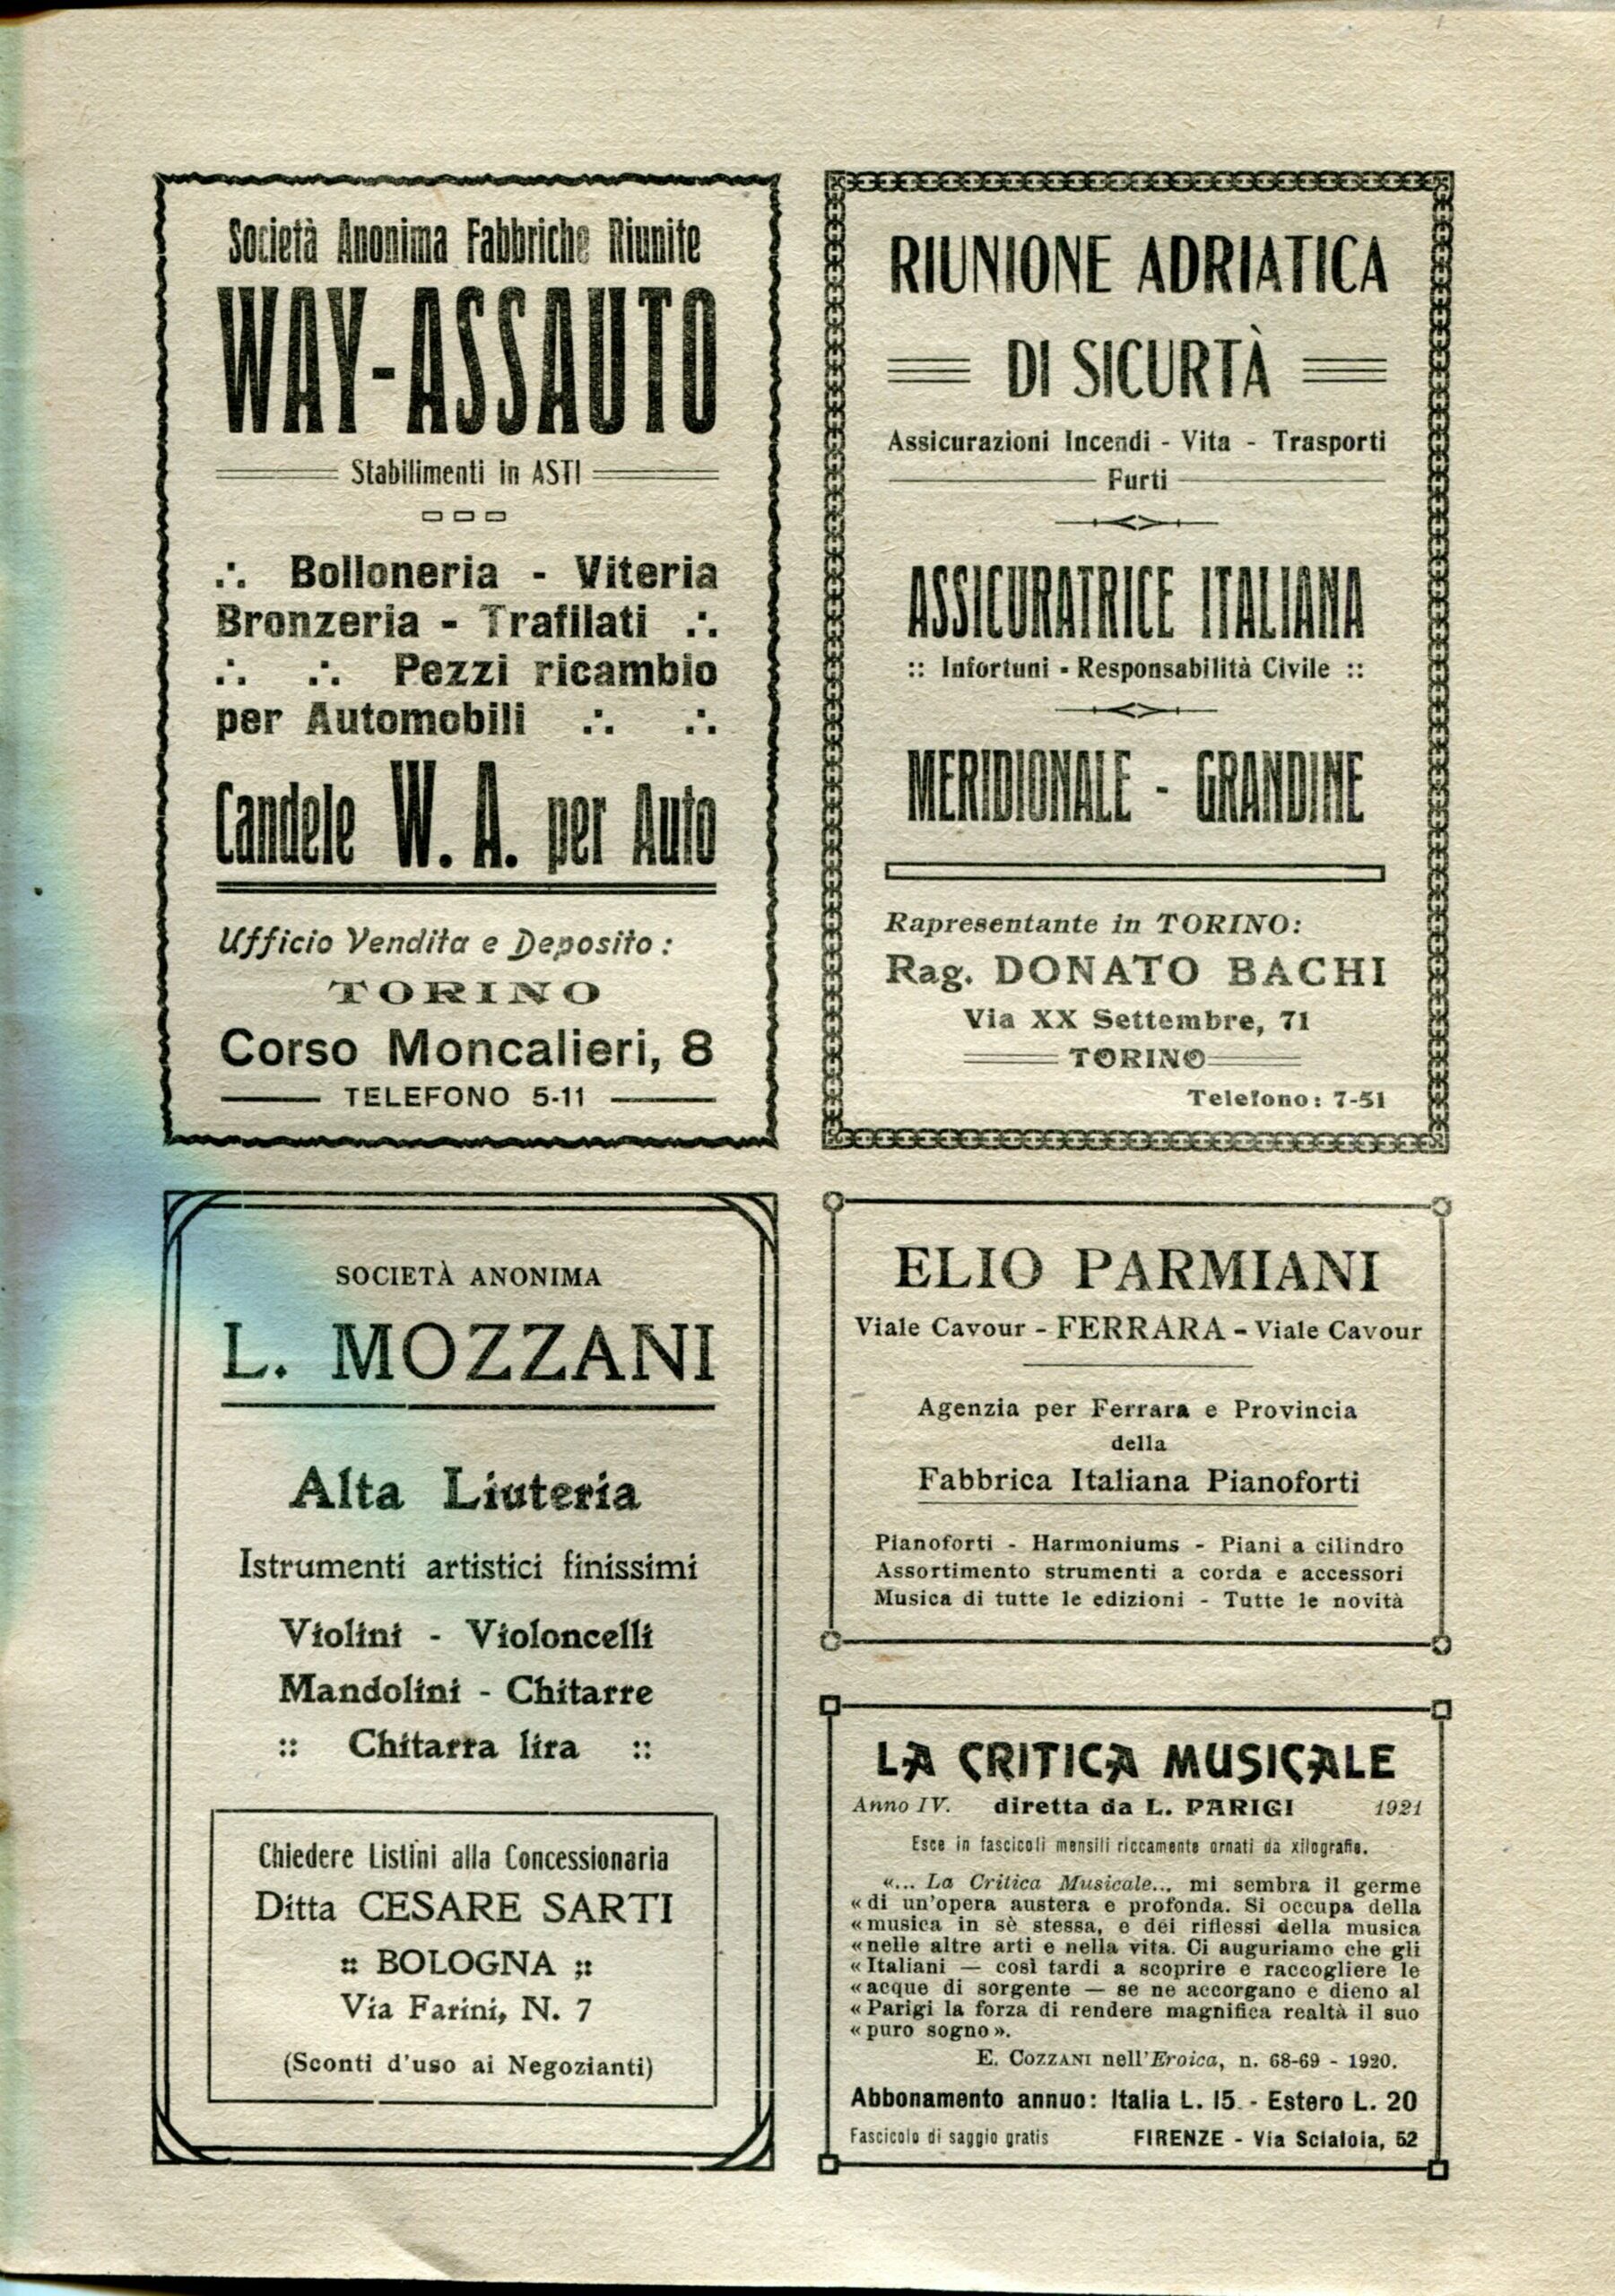 Società Anonima Fabbriche Riunite
WAY-ASSAUTO
Stabilimenti in ASTI
∴ Bolloneria - Viteria
Bronzeria - Trafilati ∴
∴ ∴ Pezzi ricambio
per Automobili ∴ ∴
Candele W. A. per Auto
Ufficio Vendita e Deposito :
TORINO
Corso Moncalieri, 8
TELEFONO 5-11
RIUNIONE ADRIATICA
DI SICURTÀ
Assicurazioni Incendi - Vita - Trasporti
Furti
ASSICURATRICE ITALIANA
:: Infortuni - Responsabilità Civile ::
MERIDIONALE - GRANDINE
Rapresentante in TORINO:
Rag. DONATO BACHI
Via XX Settembre, 71
TORINO
Telefono: 7-51
SOCIETÀ ANONIMA
L. MOZZANI
Alta Liuteria
Istrumenti artistici finissimi
Violini - Violoncelli
Mandolini - Chitarre
:: Chitarra lira ::
Chiedere Listini alla Concessionaria
Ditta CESARE SARTI
:: BOLOGNA ::
Via Farini, N. 7
(Sconti d'uso ai Negozianti)
ELIO PARMIANI
Viale Cavour - FERRARA - Viale Cavour
Agenzia per Ferrara e Provincia
della
Fabbrica Italiana Pianoforti
Pianoforti - Harmoniums - Piani a cilindro
Assortimento strumenti a corda e accessori
Musica di tutte le edizioni - Tutte le novità
LA CRITICA MUSICALE
Anno IV. diretta da L. PARIGI 1921
Esce in fascicoli mensili riccamente ornati da xilografie.
«... La Critica Musicale... mi sembra il germe
« di un'opera austera e profonda. Si occupa della
« musica in sè stessa, e dei riflessi della musica
« nelle altre arti e nella vita. Ci auguriamo che gli
« Italiani — così tardi a scoprire e raccogliere le
« acque di sorgente — se ne accorgano e dieno al
« Parigi la forza di rendere magnifica realtà il suo
« puro sogno ».
E. COZZANI nell'Eroica, n. 68-69 - 1920.
Abbonamento annuo: Italia L. 15 - Estero L. 20
Fascicolo di saggio gratis FIRENZE - Via Scialoia, 52